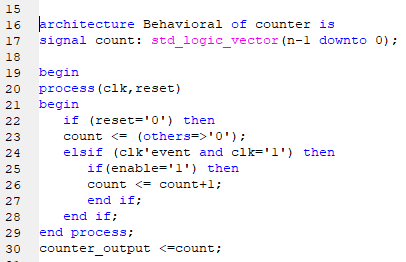 15
16 architecture Behavioral of counter is
17 signal count: std_logic_vector(n-1 downto 0);
18
19 begin
20 process(clk,reset)
21 begin
22    if (reset='0') then
23    count <= (others=>'0');
24    elsif (clk'event and clk='1') then
25       if(enable='1') then
26       count <= count+1;
27       end if;
28    end if;
29 end process;
30 counter_output <=count;